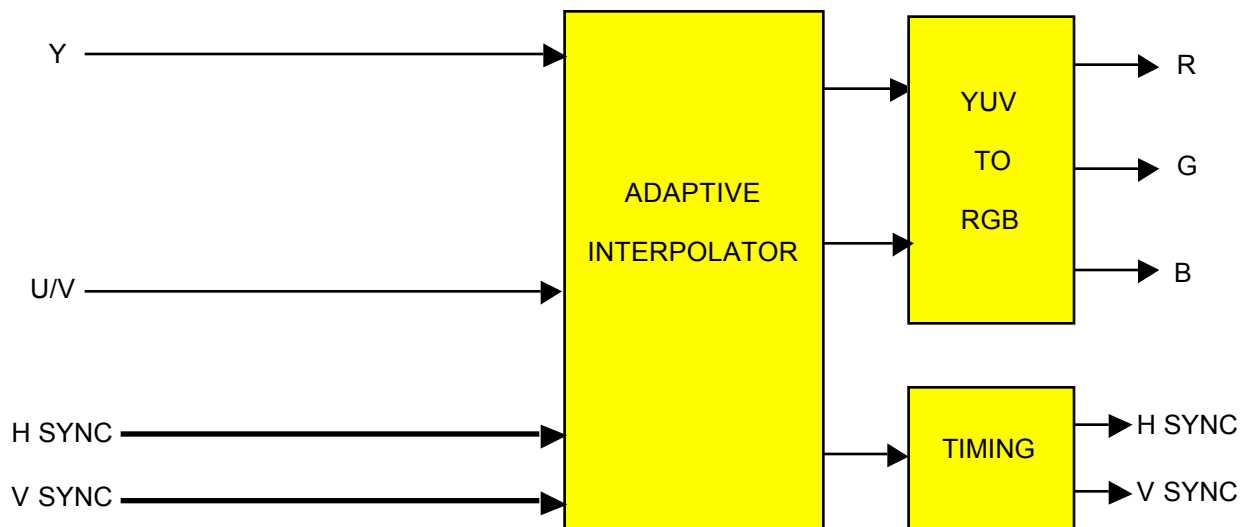 Y
U/V
H SYNC
V SYNC
ADAPTIVE
INTERPOLATOR
YUV
TO
RGB
R
G
B
TIMING
H SYNC
V SYNC